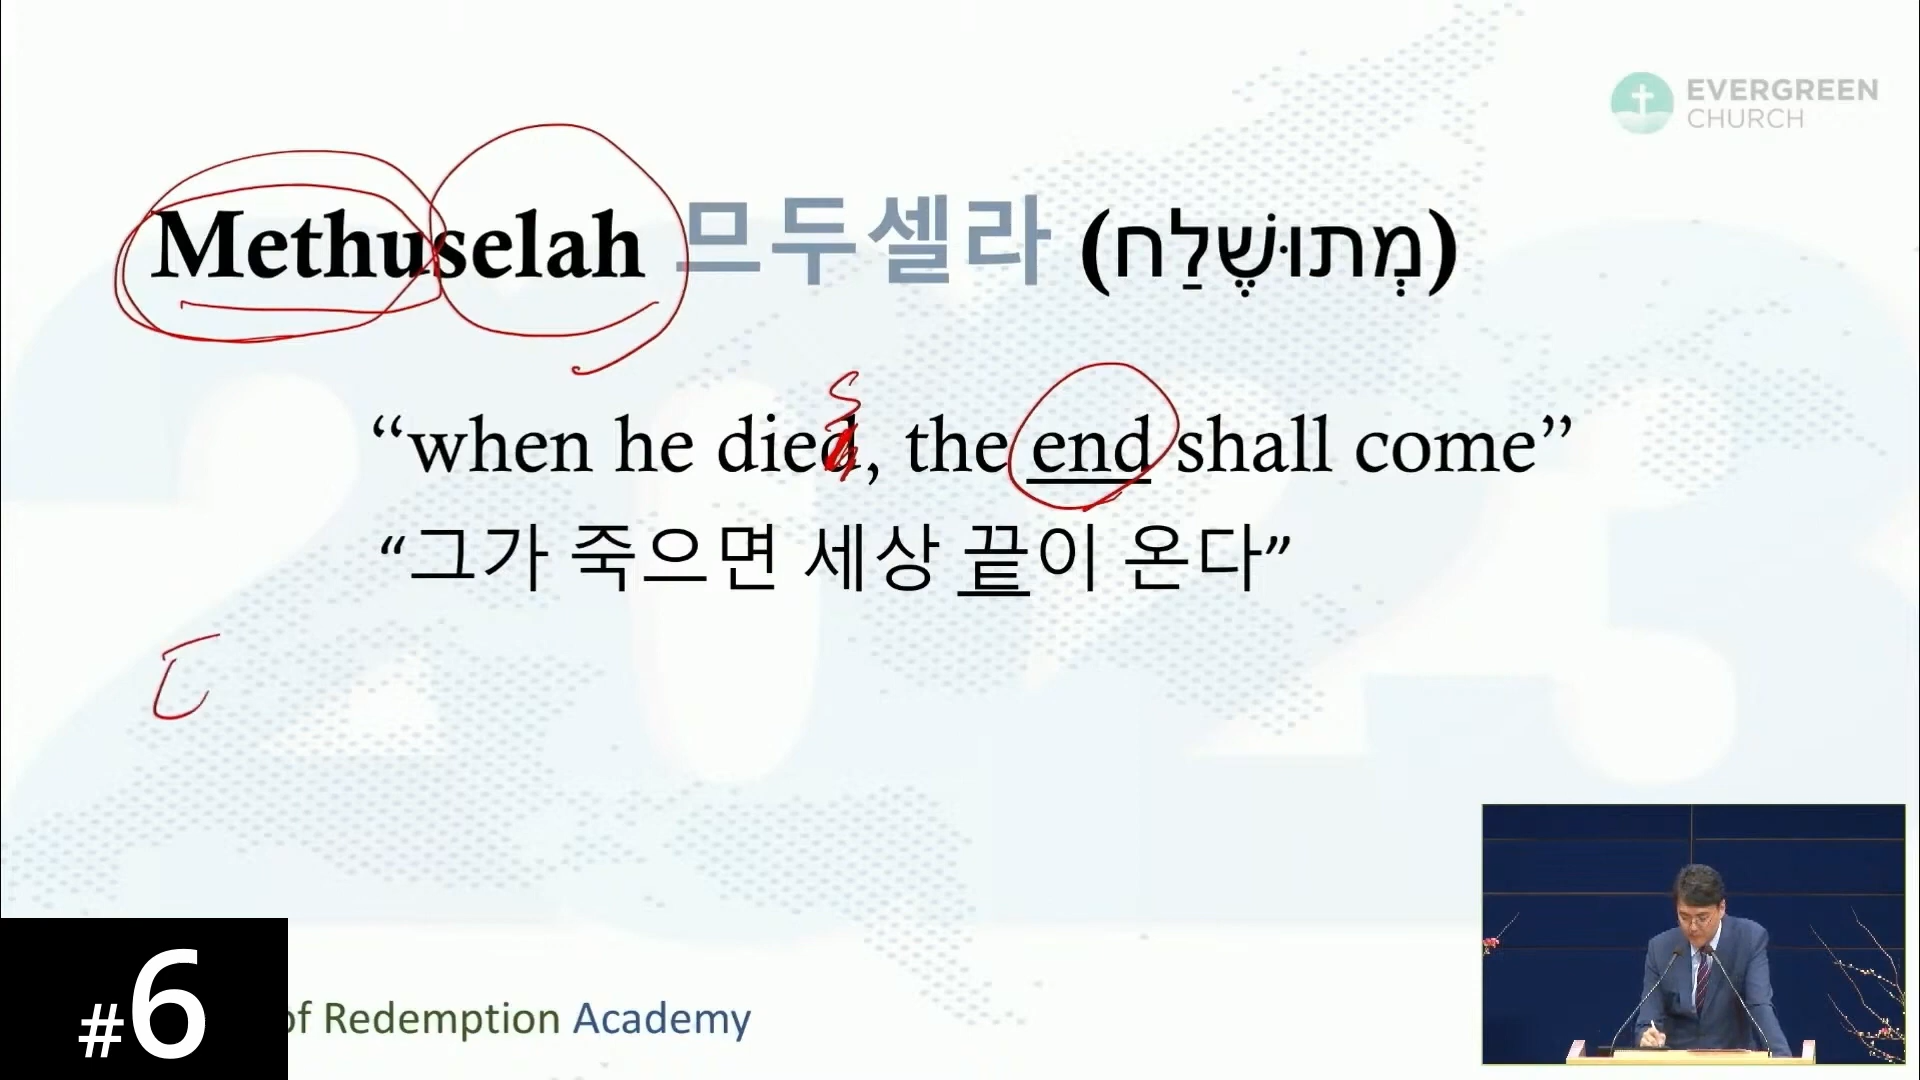 EVERGREEN
CHURCH
Methuselah 므두셀라 (מְתוּשֶׁלַח)
s
“when he died, the end shall come”
“그가 죽으면 세상 끝이 온다”
#6
of Redemption Academy